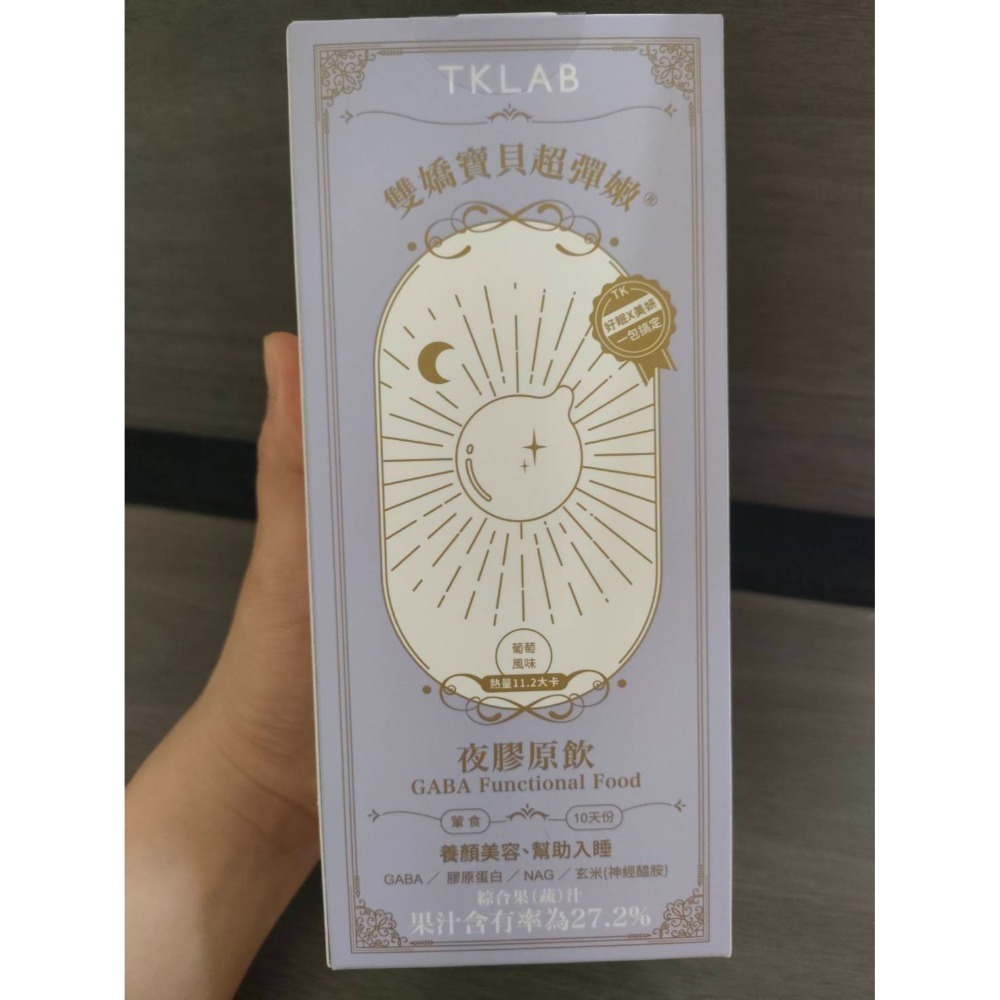 TKLAB
雙嬌寶貝超彈嫩®
TK
好眠X美妍
一包搞定
葡萄
風味
熱量11.2大卡
夜膠原飲
GABA Functional Food
葷食
10天份
養顏美容、幫助入睡
GABA／膠原蛋白／NAG／玄米(神經醯胺)
綜合果(蔬)汁
果汁含有率為27.2%